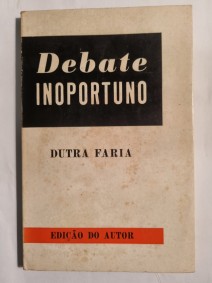 Debate
INOPORTUNO
DUTRA FARIA
EDIÇÃO DO AUTOR